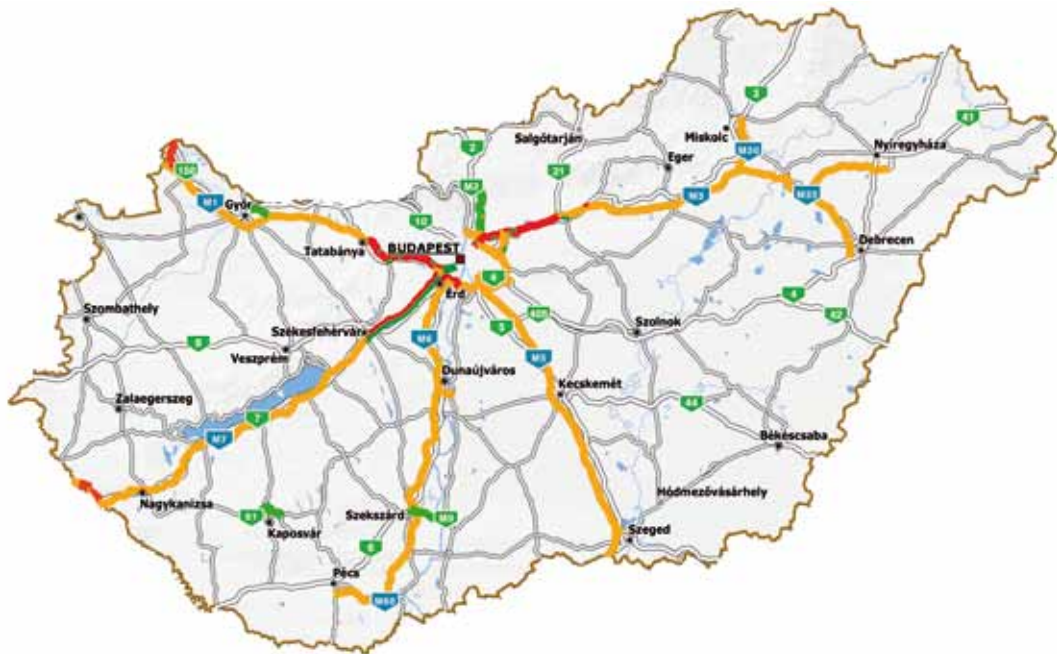 3
41
Miskolc
Salgótarján
2
Nyíregyháza
M30
Eger
21
150
M3
M3
M35
M1
Győr
10
Debrecen
Tatabánya
BUDAPEST
4
Érd
4
Szombathely
405
42
Székesfehérvár
5
Szolnok
8
M6
Veszprém
M5
Dunaújváros
Kecskemét
Zalaegerszeg
44
7
Békéscsaba
M7
Nagykanizsa
Hódmezővásárhely
61
Szekszárd
M9
Kaposvár
Szeged
6
Pécs
M60